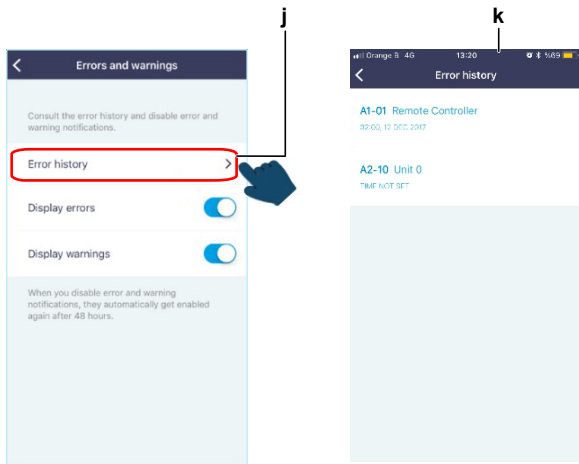 j
Errors and warnings
Consult the error history and disable error and
warning notifications.
Error history
Display errors
Display warnings
When you disable error and warning
notifications, they automatically get enabled
again after 48 hours.
k
Orange B 4G 13:20 %69
Error history
A1-01 Remote Controller
02:00, 12 DEC 2017
A2-10 Unit 0
TIME NOT SET